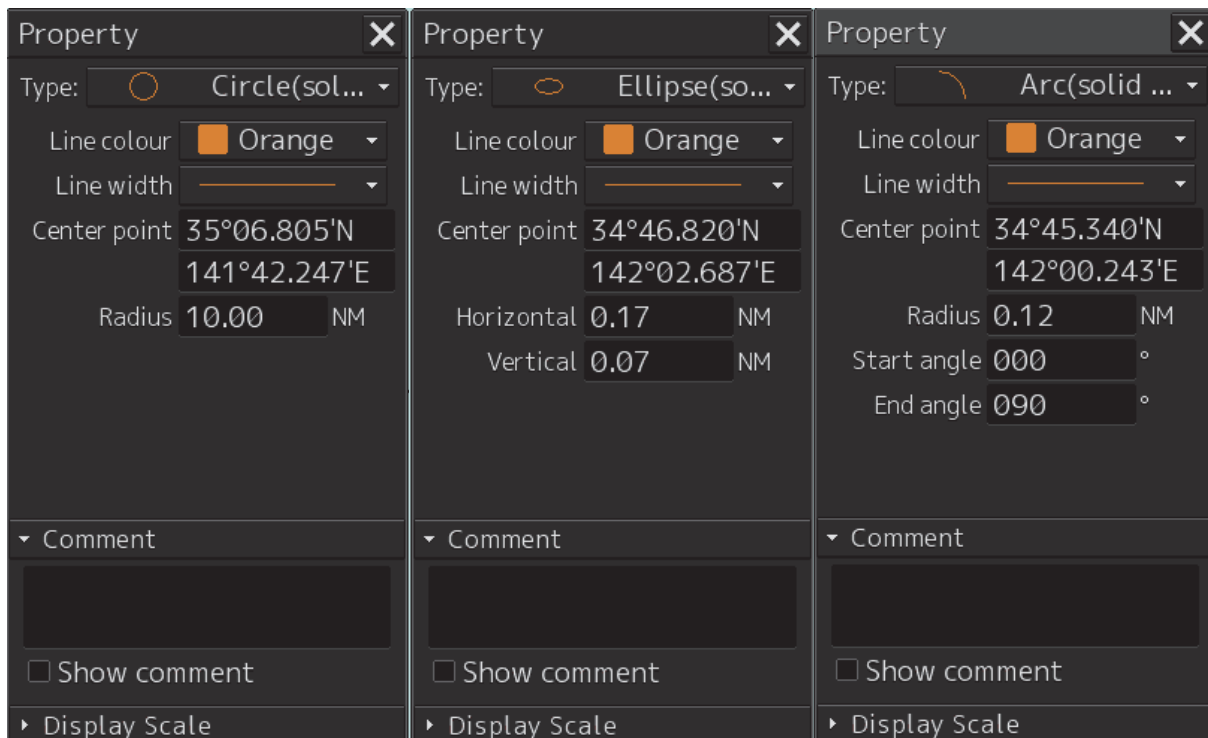 Property
Type: Circle(sol...
Line colour Orange
Line width
Center point 35°06.805'N
141°42.247'E
Radius 10.00 NM
Comment
Show comment
Display Scale
Property
Type: Ellipse(so...
Line colour Orange
Line width
Center point 34°46.820'N
142°02.687'E
Horizontal 0.17 NM
Vertical 0.07 NM
Comment
Show comment
Display Scale
Property
Type: Arc(solid ...
Line colour Orange
Line width
Center point 34°45.340'N
142°00.243'E
Radius 0.12 NM
Start angle 000 °
End angle 090 °
Comment
Show comment
Display Scale